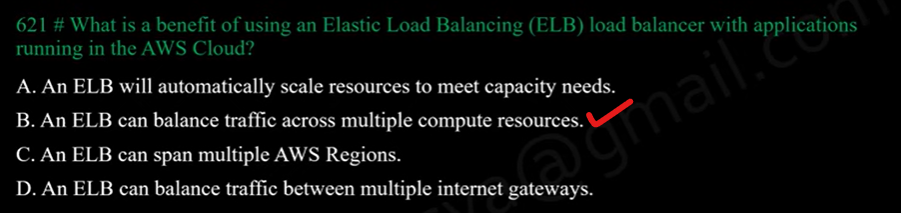 621 # What is a benefit of using an Elastic Load Balancing (ELB) load balancer with applications
running in the AWS Cloud?
A. An ELB will automatically scale resources to meet capacity needs.
B. An ELB can balance traffic across multiple compute resources.
C. An ELB can span multiple AWS Regions.
D. An ELB can balance traffic between multiple internet gateways.
@gmail.com